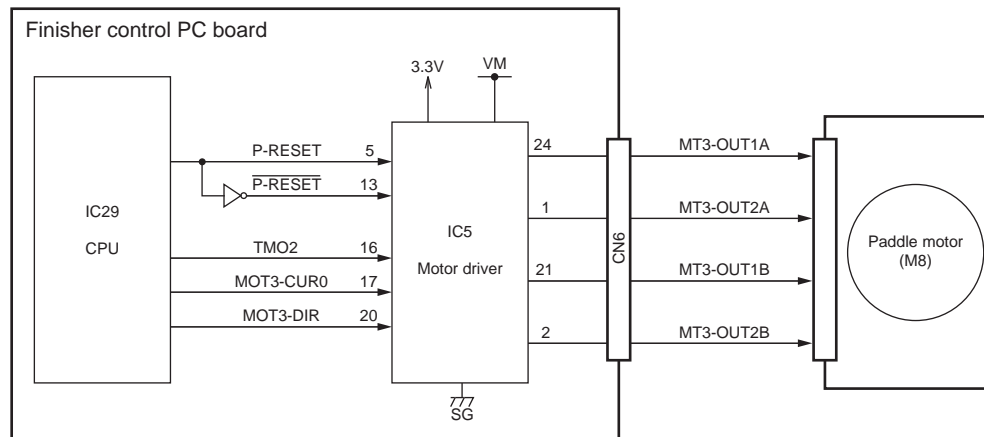 Finisher control PC board
3.3V
VM
P-RESET 5
P-RESET 13
IC29
CPU
TMO2 16
MOT3-CUR0 17
MOT3-DIR 20
IC5
Motor driver
24
1
21
2
SG
CN6
MT3-OUT1A
MT3-OUT2A
MT3-OUT1B
MT3-OUT2B
Paddle motor
(M8)